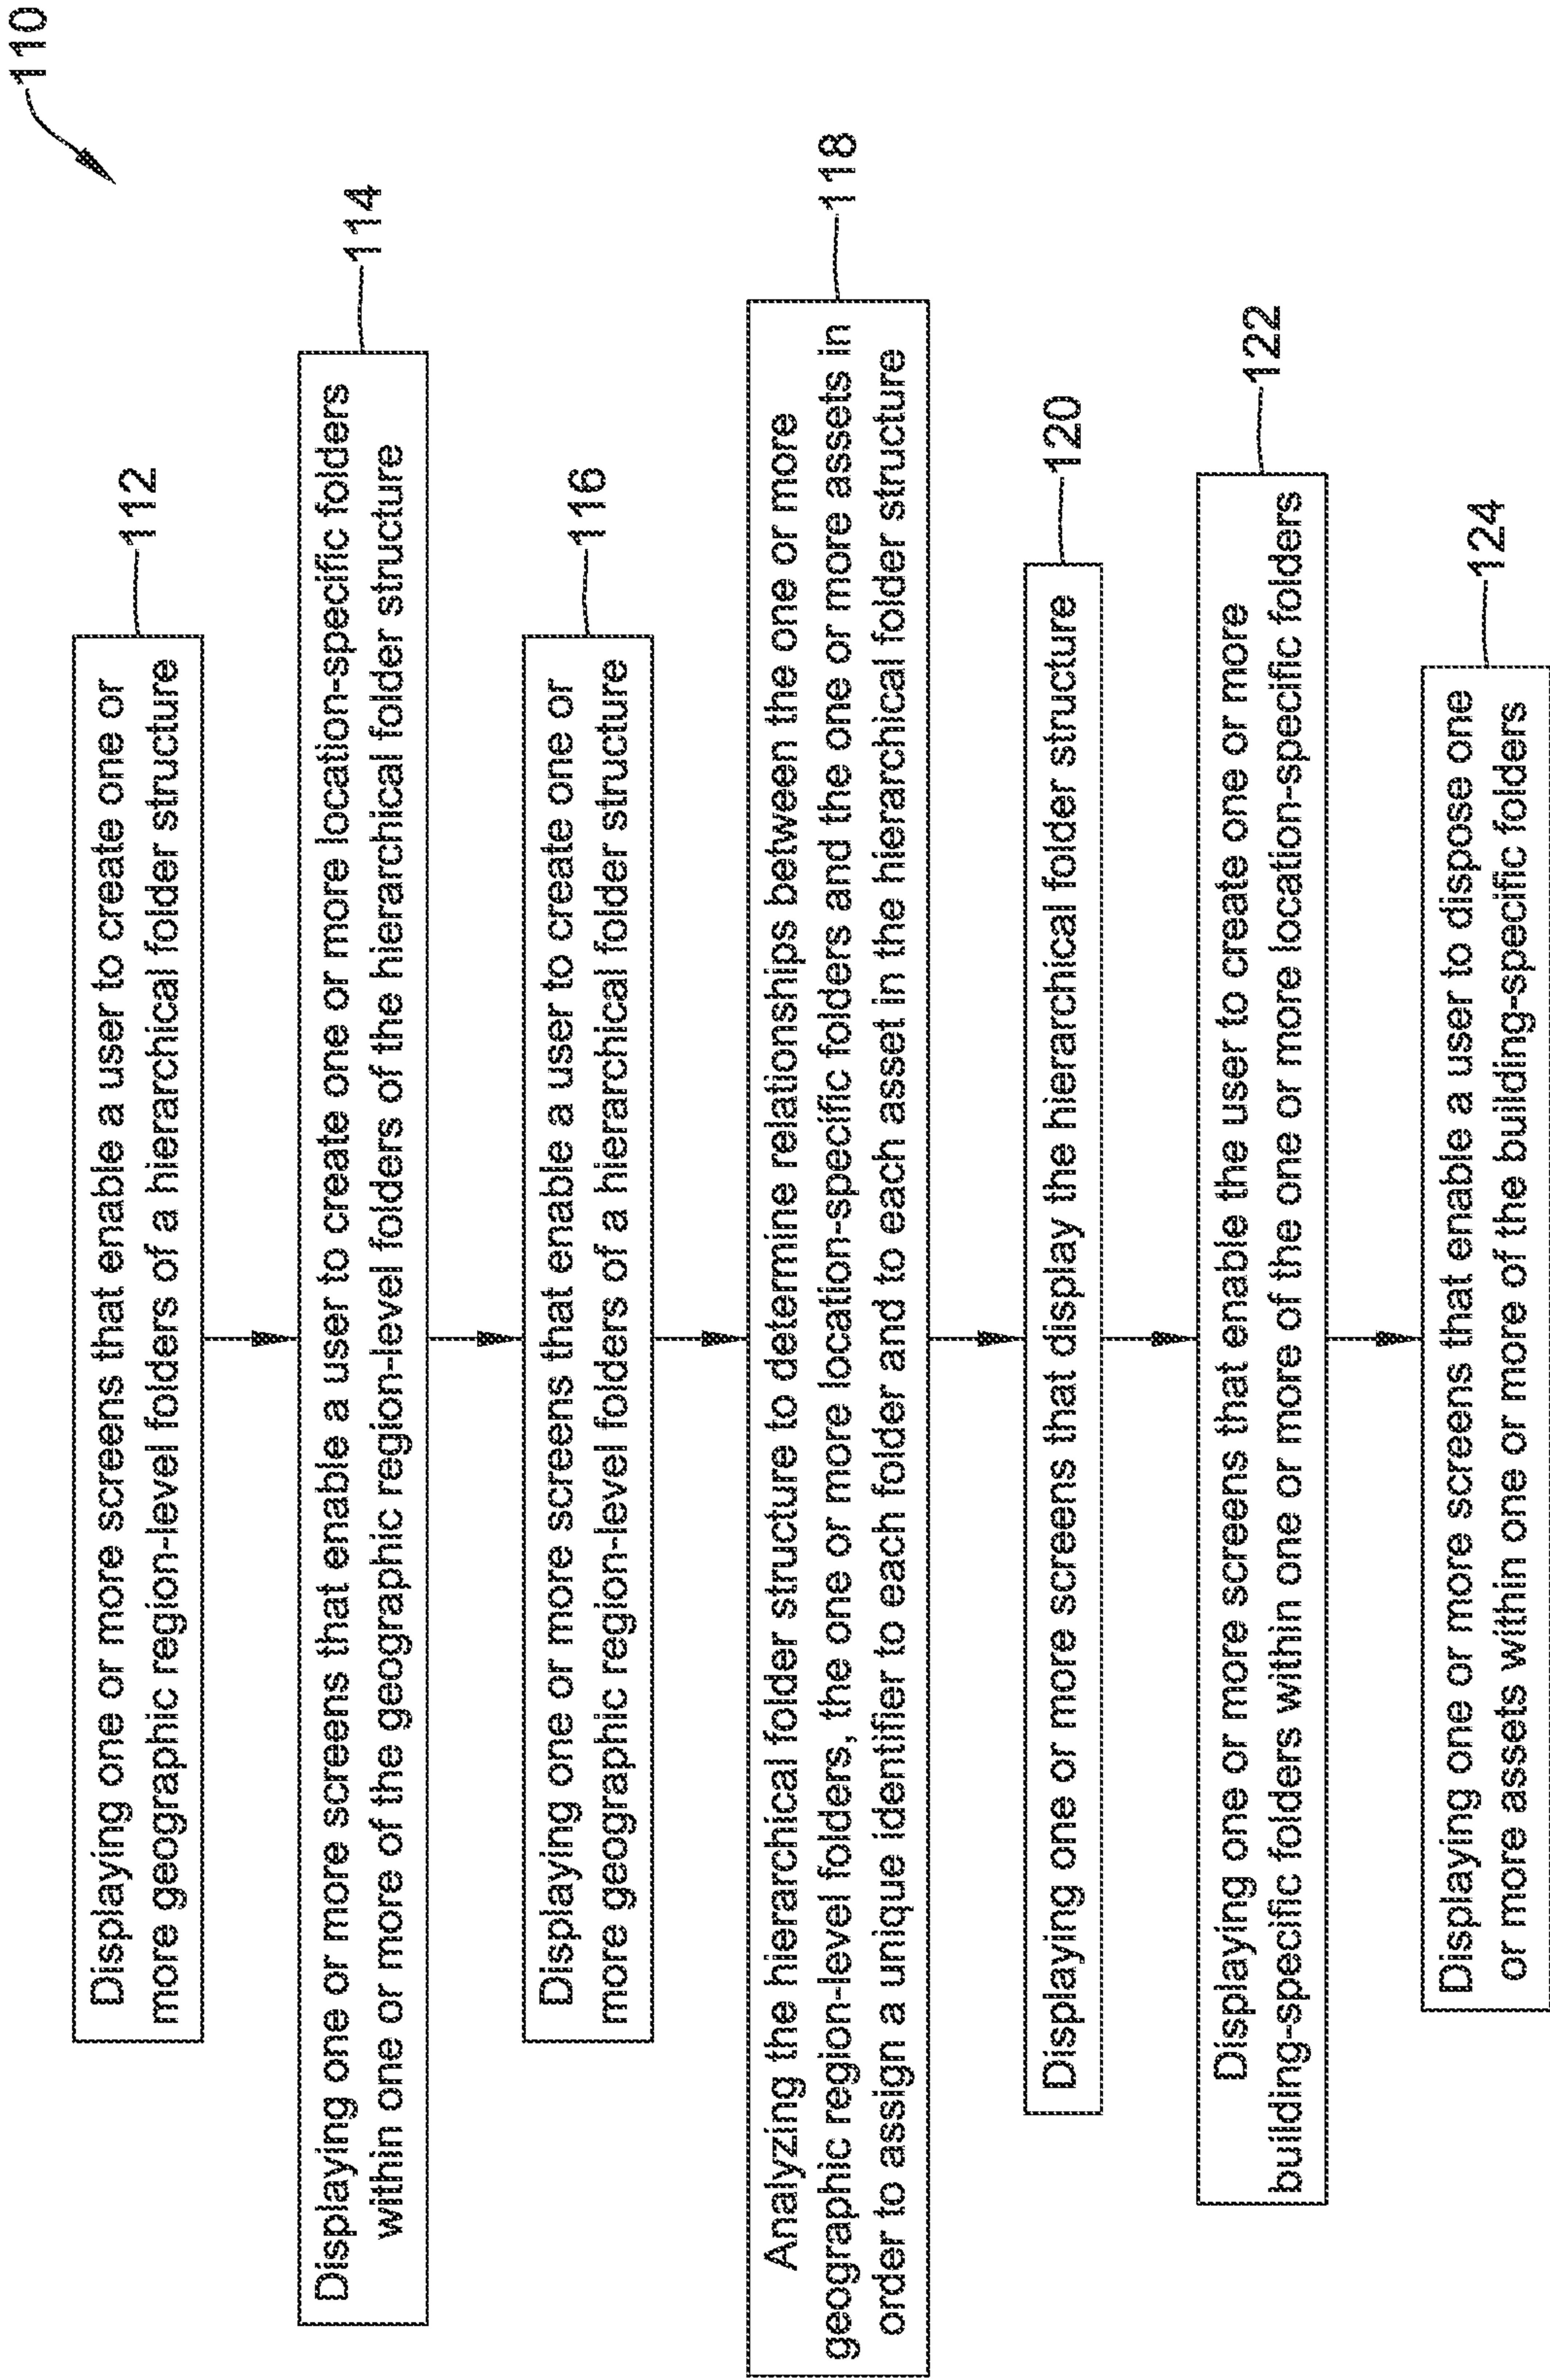 110
Displaying one or more screens that enable a user to create one or
more geographic region-level folders of a hierarchical folder structure
112
Displaying one or more screens that enable a user to create one or more location-specific folders
within one or more of the geographic region-level folders of the hierarchical folder structure
114
Displaying one or more screens that enable a user to create one or
more geographic region-level folders of a hierarchical folder structure
116
Analyzing the hierarchical folder structure to determine relationships between the one or more
geographic region-level folders, the one or more location-specific folders and the one or more assets in
order to assign a unique identifier to each folder and to each asset in the hierarchical folder structure
118
Displaying one or more screens that display the hierarchical folder structure
120
Displaying one or more screens that enable the user to create one or more
building-specific folders within one or more of the one or more location-specific folders
122
Displaying one or more screens that enable a user to dispose one
or more assets within one or more of the building-specific folders
124